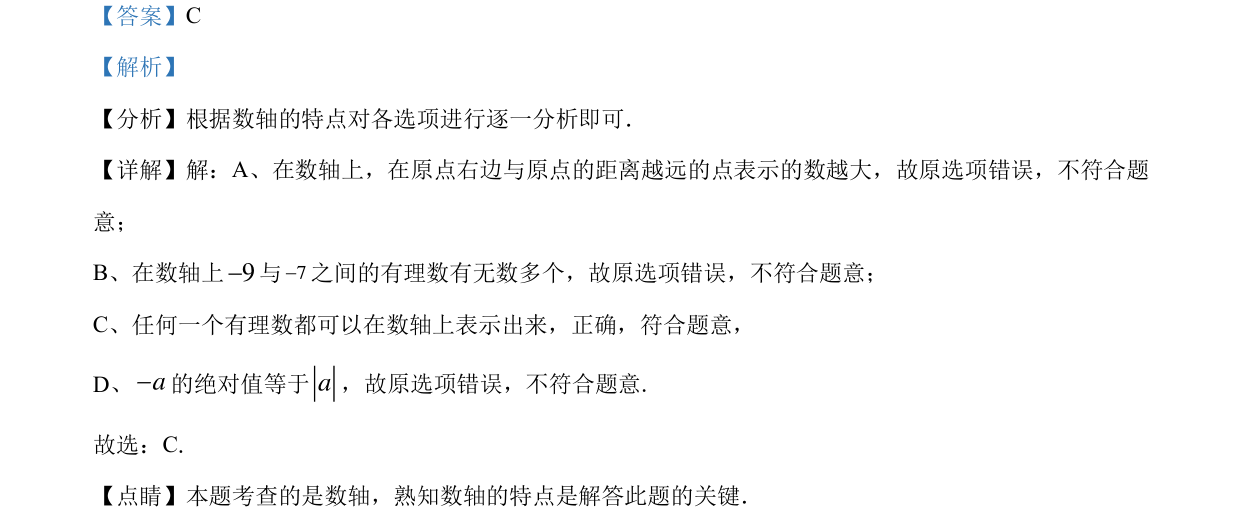 【答案】C
【解析】
【分析】根据数轴的特点对各选项进行逐一分析即可．
【详解】解：A、在数轴上，在原点右边与原点的距离越远的点表示的数越大，故原选项错误，不符合题
意；
B、在数轴上−9与−7之间的有理数有无数多个，故原选项错误，不符合题意；
C、任何一个有理数都可以在数轴上表示出来，正确，符合题意，
D、−a的绝对值等于|a|，故原选项错误，不符合题意.
故选：C.
【点睛】本题考查的是数轴，熟知数轴的特点是解答此题的关键．